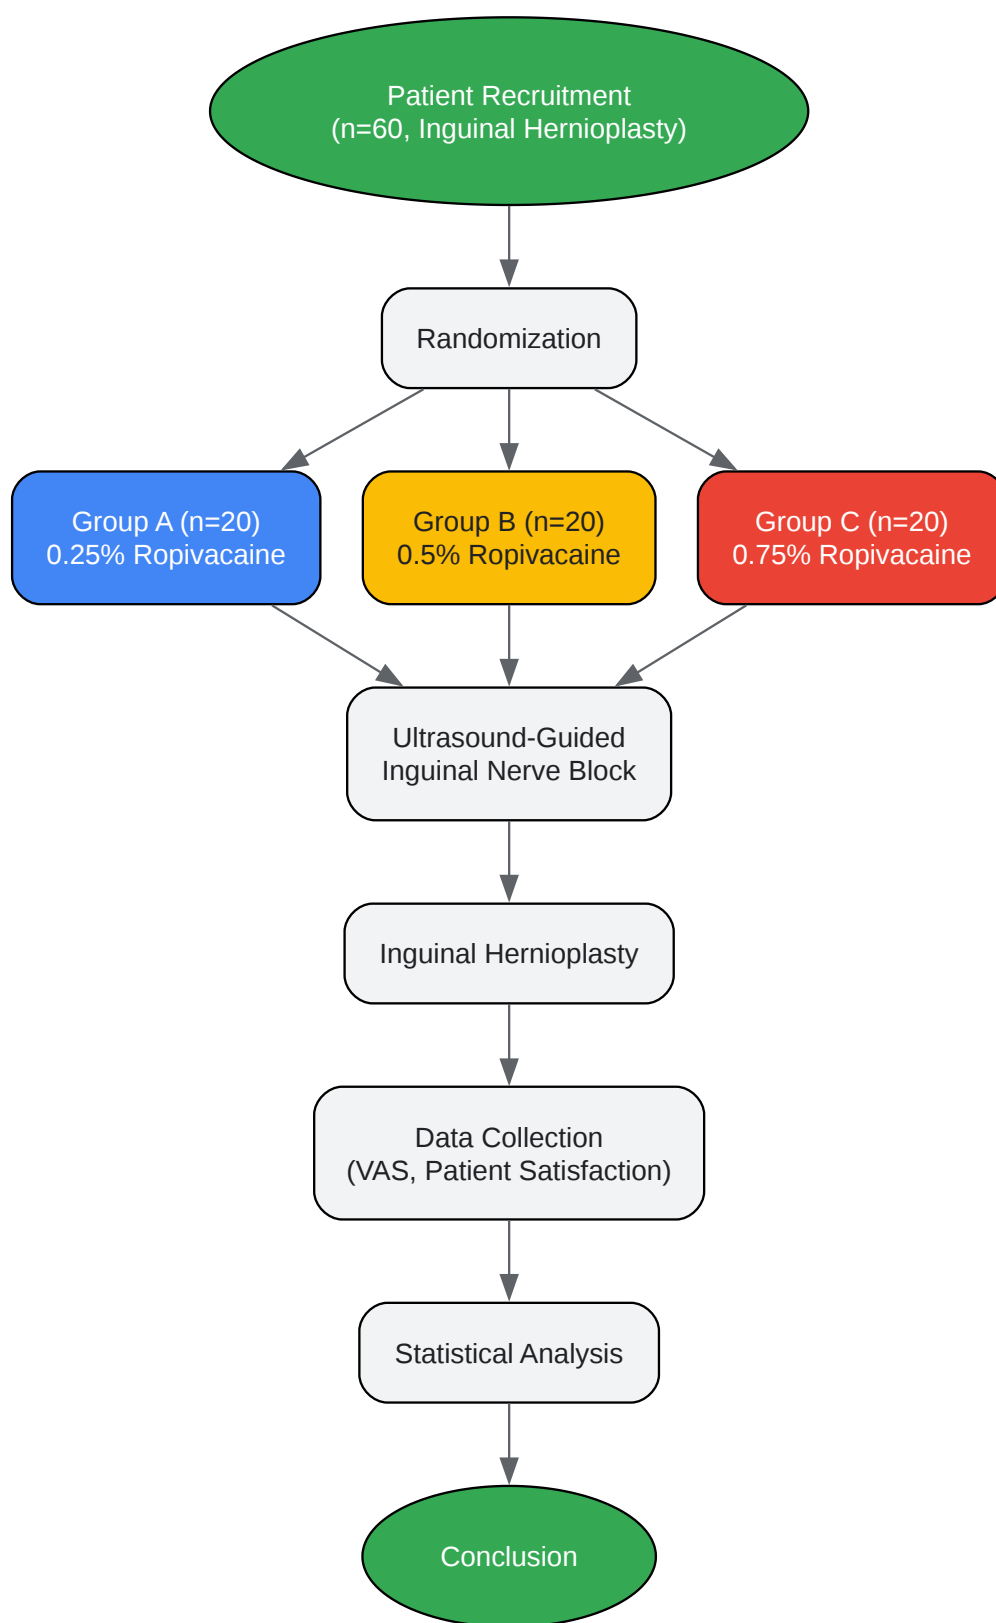 Patient Recruitment
(n=60, Inguinal Hernioplasty)
Randomization
Group A (n=20)
0.25% Ropivacaine
Group B (n=20)
0.5% Ropivacaine
Group C (n=20)
0.75% Ropivacaine
Ultrasound-Guided
Inguinal Nerve Block
Inguinal Hernioplasty
Data Collection
(VAS, Patient Satisfaction)
Statistical Analysis
Conclusion